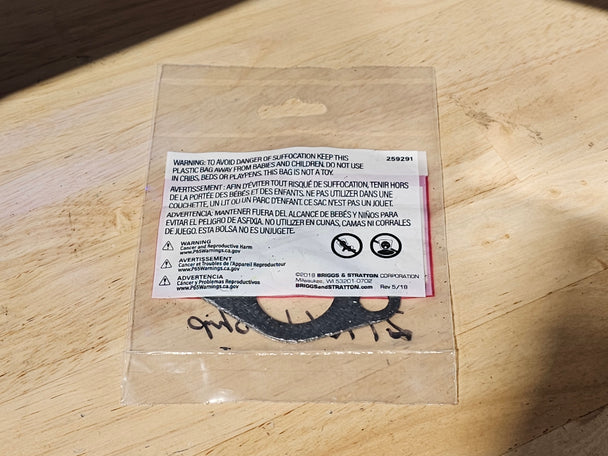 WARNING: TO AVOID DANGER OF SUFFOCATION KEEP THIS
PLASTIC BAG AWAY FROM BABIES AND CHILDREN. DO NOT USE
IN CRIBS, BEDS OR PLAYPENS. THIS BAG IS NOT A TOY.
259291
AVERTISSEMENT : AFIN D'ÉVITER TOUT RISQUÉ DE SUFFOCATION, TENIR HORS
DE LA PORTÉE DES BÉBÉS ET DES ENFANTS. NE PAS UTILIZER DANS UNE
COUCHETTE, UN LIT OU UN PARC D'ENFANT. CE SAC N'EST PAS UN JOUET.
ADVERTENCIA: MANTENER FUERA DEL ALCANCE DE BEBÉS Y NIÑOS PARA
EVITAR EL PELIGRO DE ASFIXIA, NO UTILIZAR EN CUNAS, CAMAS NI CORRALES
DE JUEGO. ESTA BOLSA NO ES UN JUGUETE.
WARNING
Cancer and Reproductive Harm
www.P65Warnings.ca.gov
AVERTISSEMENT
Cancer et Troubles de l'Appareil Reproducteur
www.P65Warnings.ca.gov
ADVERTENCIA
Cáncer y Problemas Reproductivos
www.P65Warnings.ca.gov
©2018 BRIGGS & STRATTON CORPORATION
Milwaukee, WI 53201-0702
BRIGGSandSTRATTON.com Rev 5/18